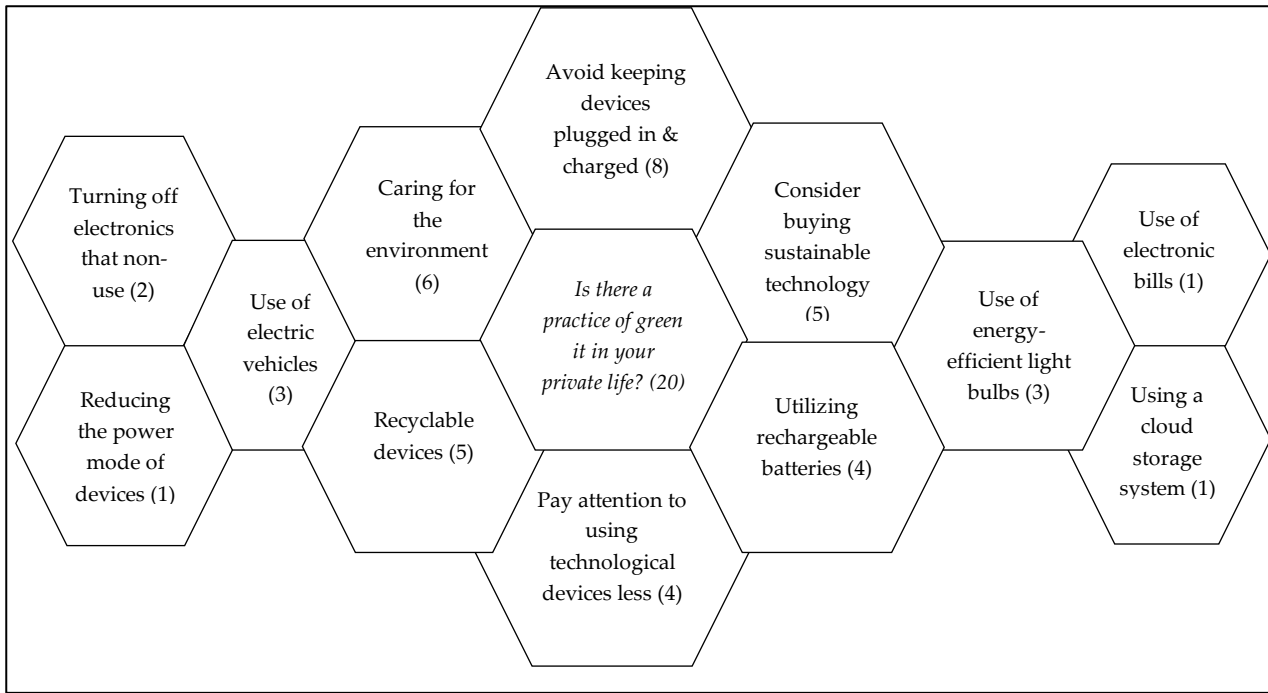 Avoid keeping
devices
plugged in &
charged (8)
Turning off
electronics
that non-
use (2)
Caring for
the
environment
(6)
Consider
buying
sustainable
technology
(5)
Use of
electronic
bills (1)
Use of
electric
vehicles
(3)
Is there a
practice of green
it in your
private life? (20)
Use of
energy-
efficient light
bulbs (3)
Reducing
the power
mode of
devices (1)
Recyclable
devices (5)
Utilizing
rechargeable
batteries (4)
Using a
cloud
storage
system (1)
Pay attention to
using
technological
devices less (4)